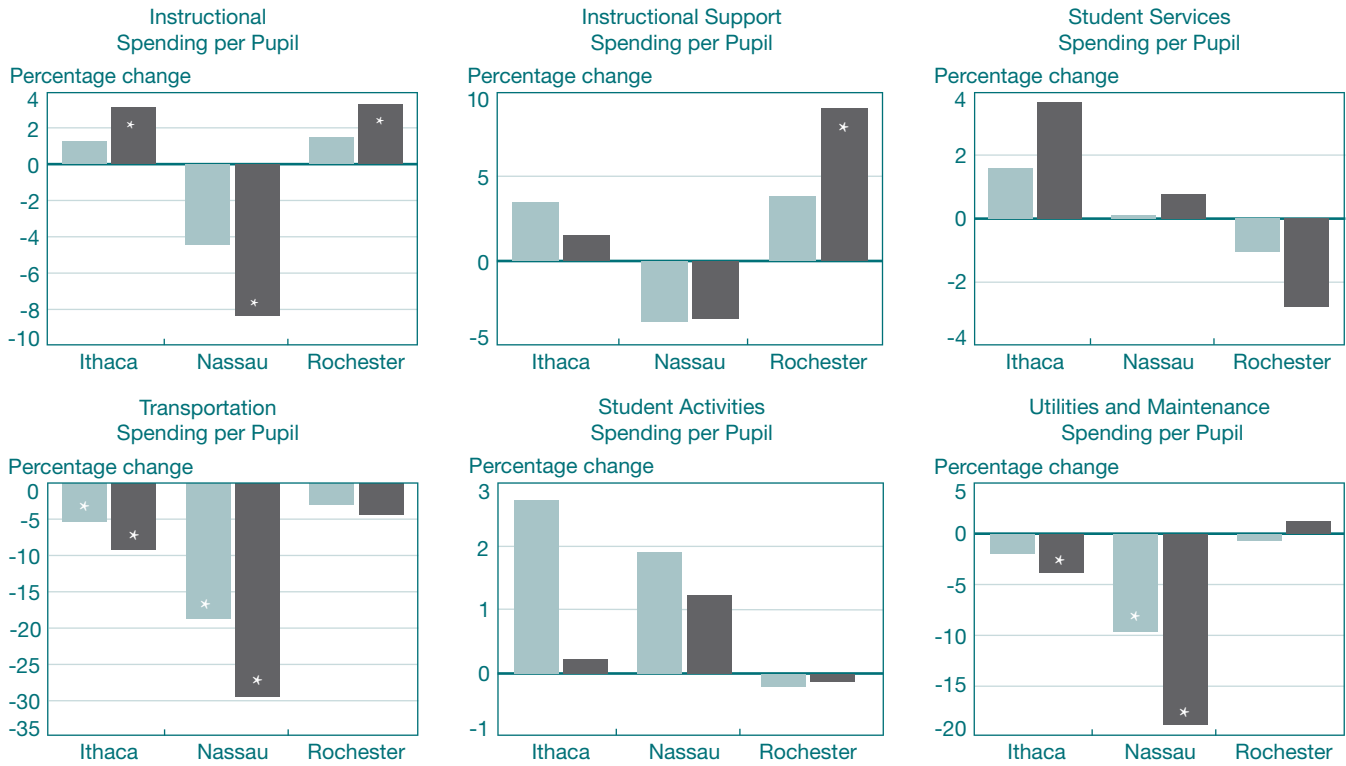 Instructional
Spending per Pupil
Percentage change
4
2
0
-2
-4
-6
-8
-10
*
*
*
Ithaca Nassau Rochester
Instructional Support
Spending per Pupil
Percentage change
10
5
0
-5
*
Ithaca Nassau Rochester
Student Services
Spending per Pupil
Percentage change
4
2
0
-2
-4
Ithaca Nassau Rochester
Transportation
Spending per Pupil
Percentage change
0
-5
-10
-15
-20
-25
-30
-35
*
*
*
*
Ithaca Nassau Rochester
Student Activities
Spending per Pupil
Percentage change
3
2
1
0
-1
Ithaca Nassau Rochester
Utilities and Maintenance
Spending per Pupil
Percentage change
5
0
-5
-10
-15
-20
*
*
*
Ithaca Nassau Rochester